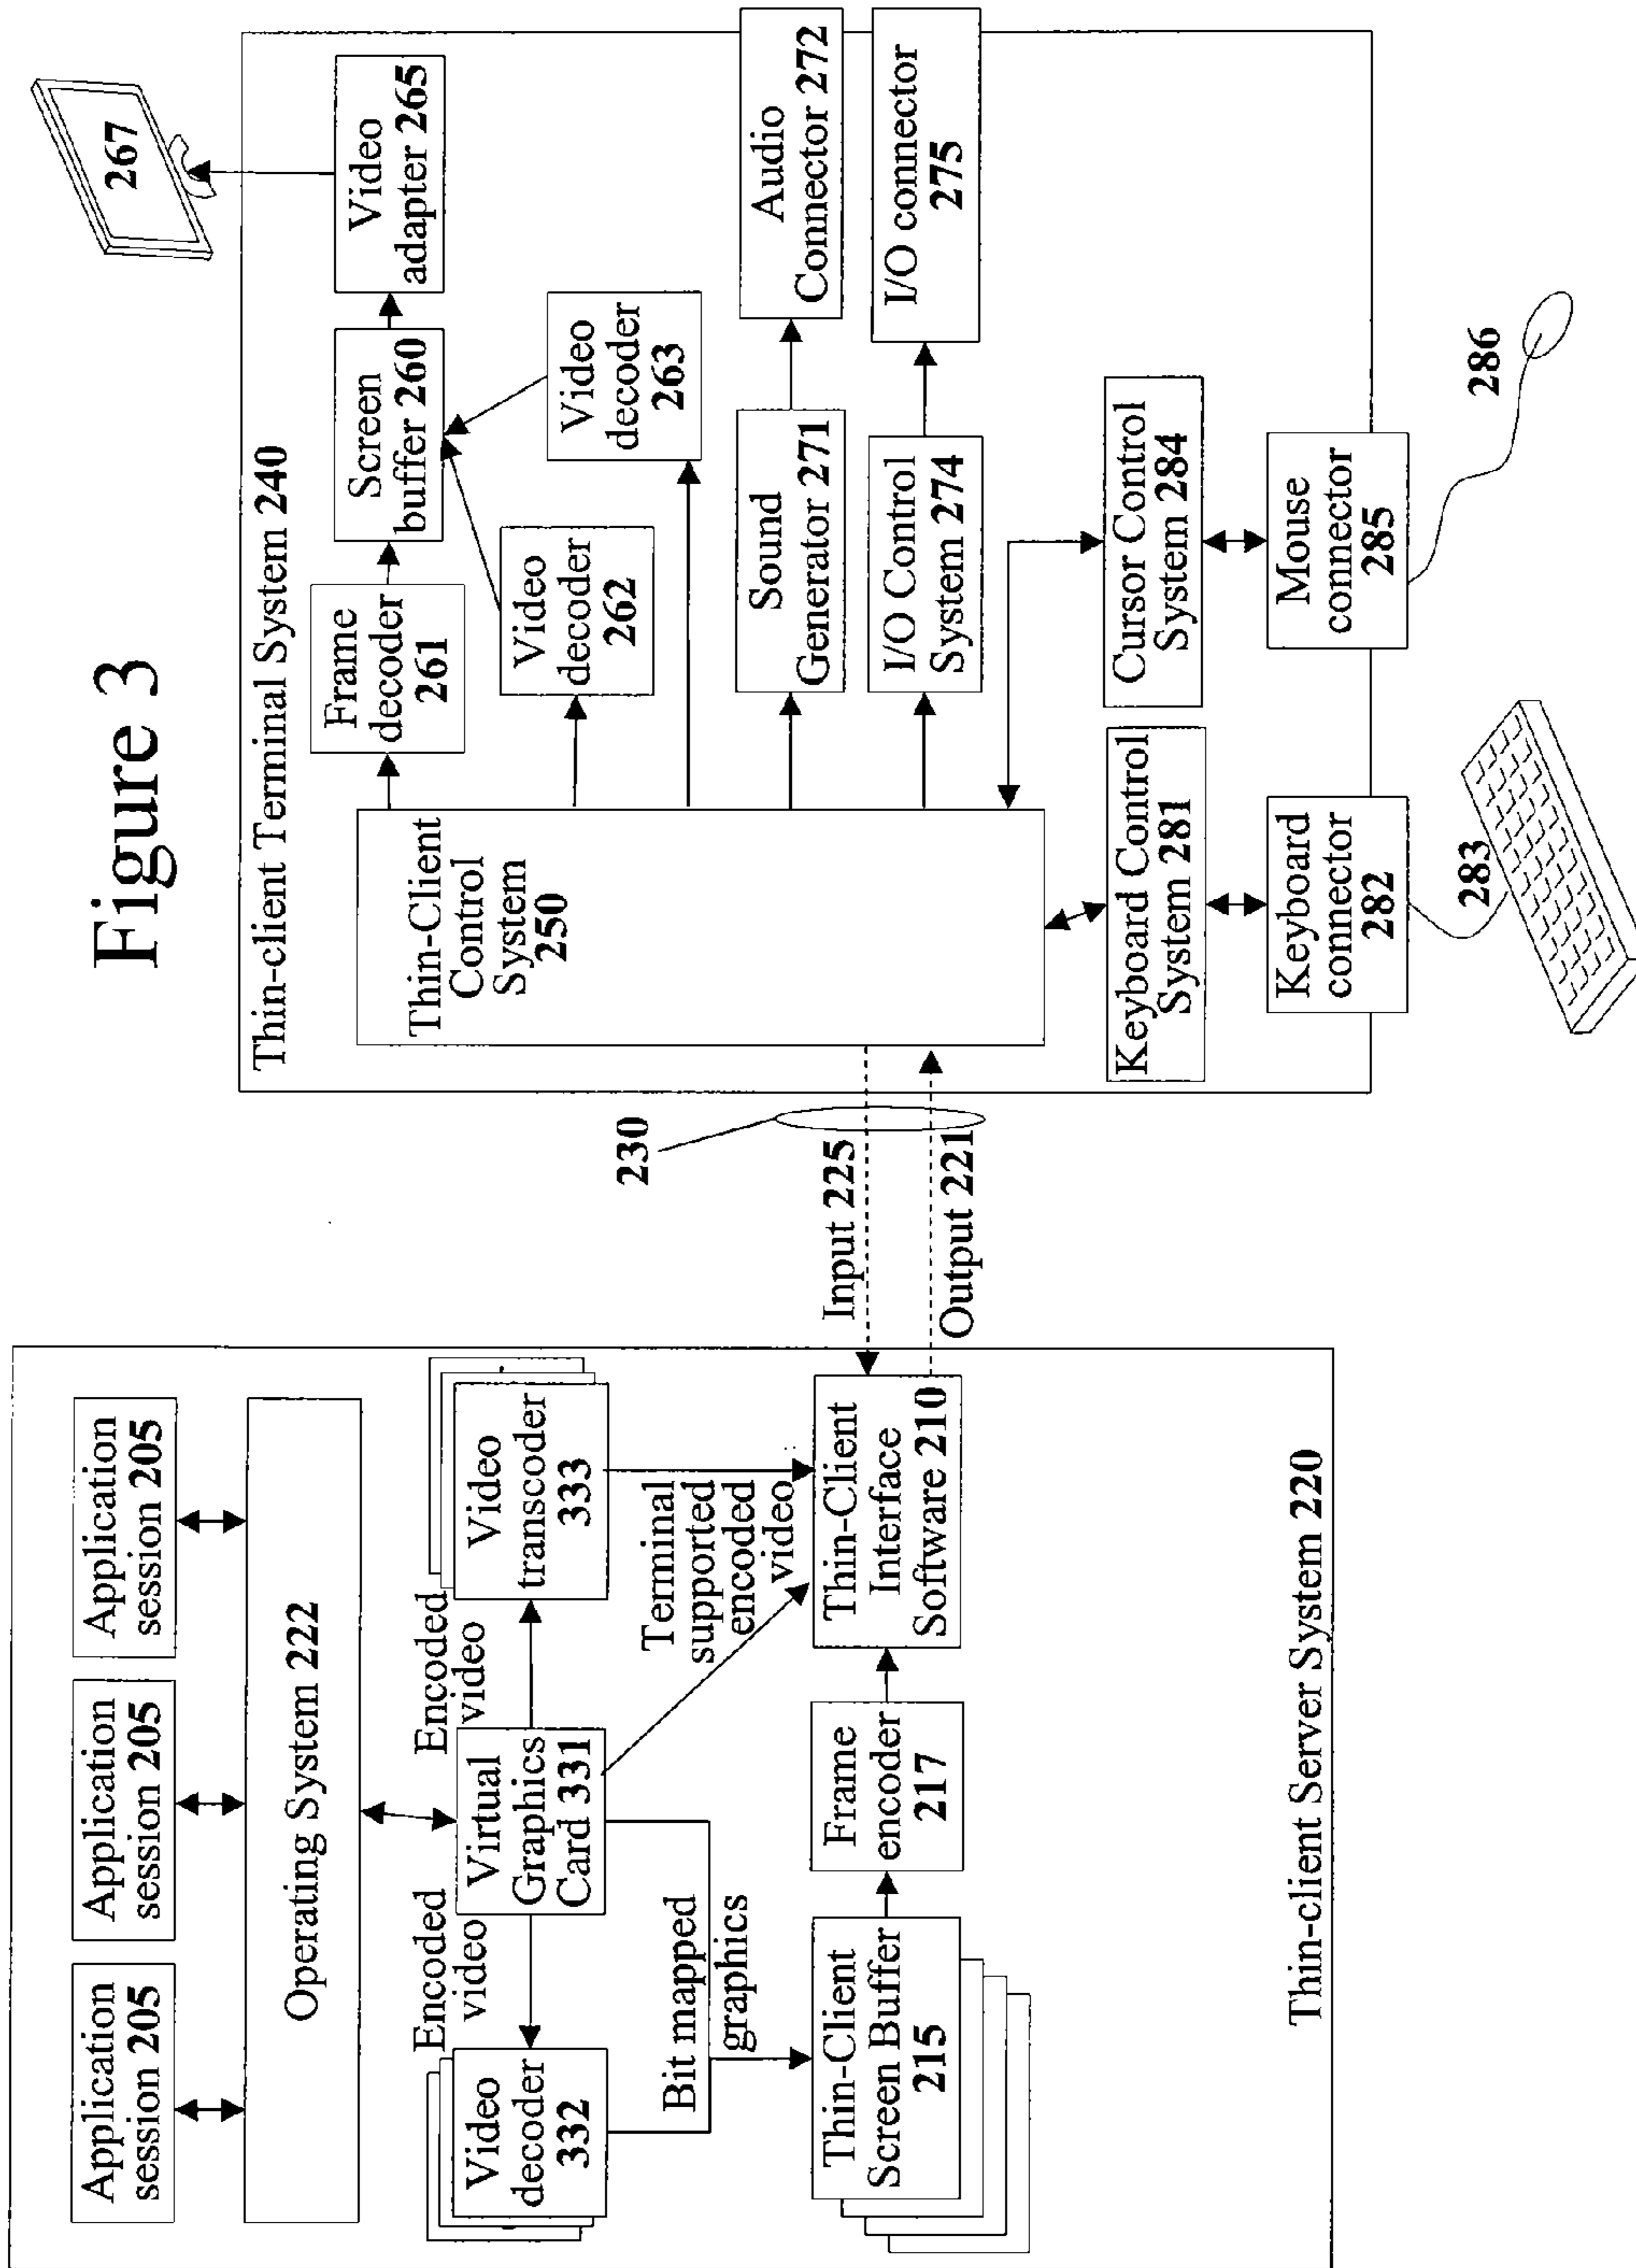 Figure 3
Application
session 205
Application
session 205
Application
session 205
Operating System 222
Encoded
video
Encoded
video
Video
decoder
332
Virtual
Graphics
Card 331
Video
transcoder
333
Bit mapped
graphics
Terminal
supported
encoded
video
Thin-Client
Screen Buffer
215
Frame
encoder
217
Thin-Client
Interface
Software 210
Thin-client Server System 220
Input 225
Output 221
230
Thin-client Terminal System 240
Thin-Client
Control
System
250
Frame
decoder
261
Screen
buffer 260
Video
adapter 265
267
Video
decoder
262
Video
decoder
263
Sound
Generator 271
Audio
Connector 272
I/O Control
System 274
I/O connector
275
Keyboard Control
System 281
Cursor Control
System 284
Keyboard
connector
282
Mouse
connector
285
283
286